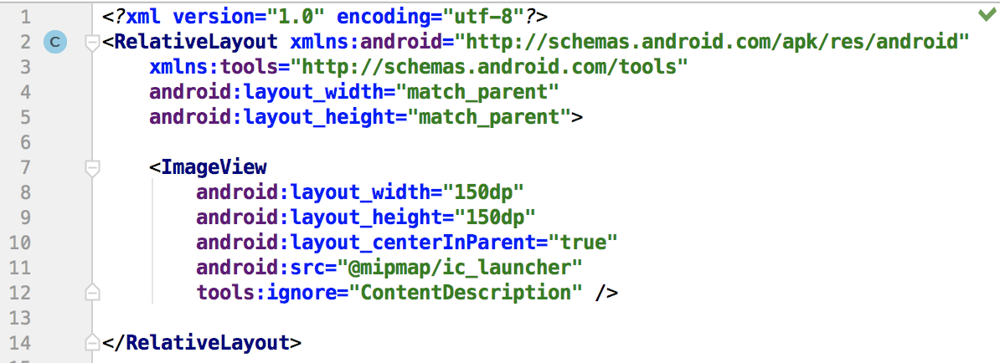 1 <?xml version="1.0" encoding="utf-8"?>
2 C <RelativeLayout xmlns:android="http://schemas.android.com/apk/res/android"
3 xmlns:tools="http://schemas.android.com/tools"
4 android:layout_width="match_parent"
5 android:layout_height="match_parent">
6
7 <ImageView
8 android:layout_width="150dp"
9 android:layout_height="150dp"
10 android:layout_centerInParent="true"
11 android:src="@mipmap/ic_launcher"
12 tools:ignore="ContentDescription" />
13
14 </RelativeLayout>